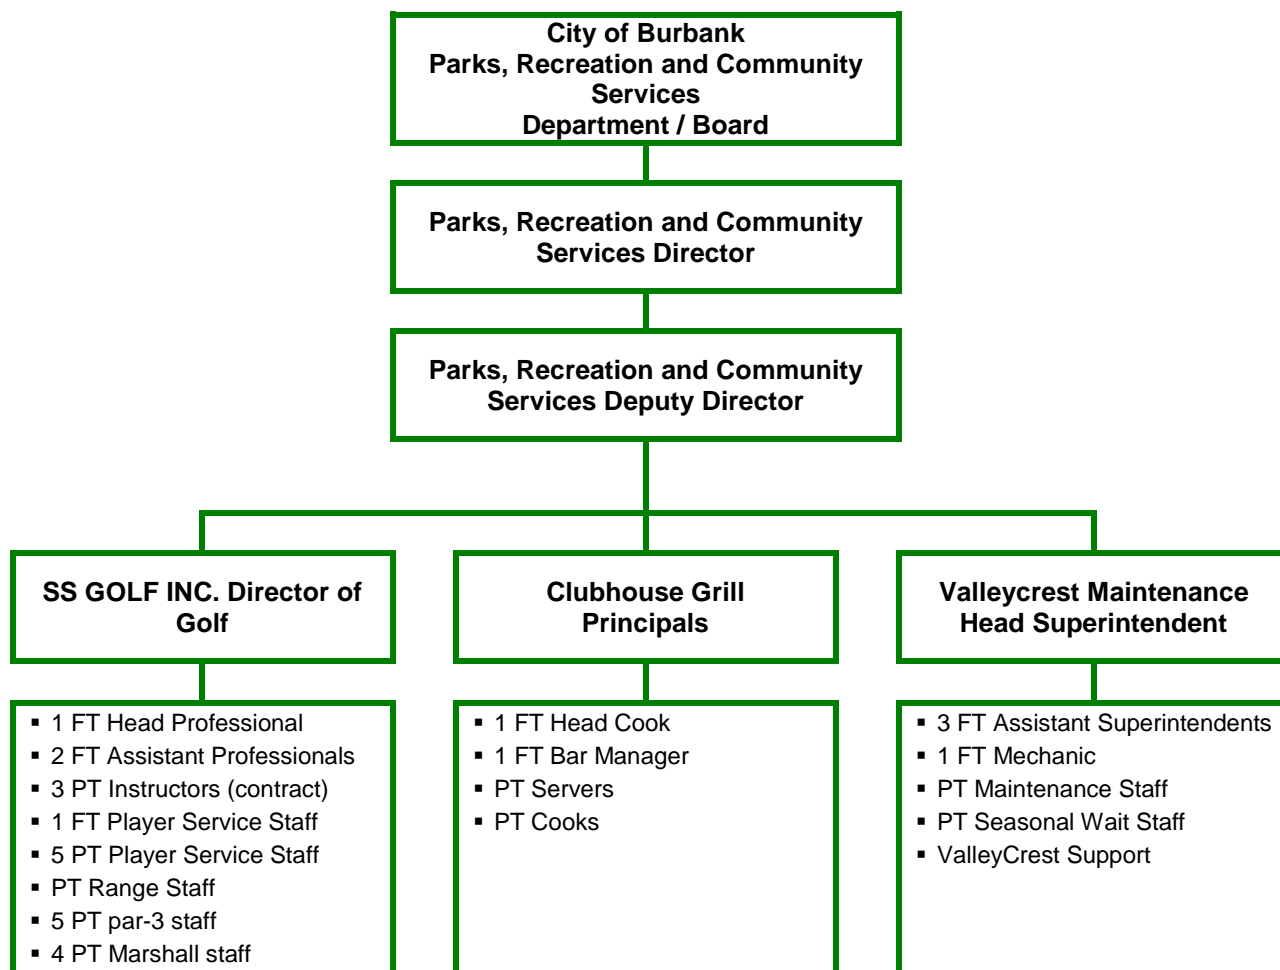 City of Burbank
Parks, Recreation and Community
Services
Department / Board
Parks, Recreation and Community
Services Director
Parks, Recreation and Community
Services Deputy Director
SS GOLF INC. Director of
Golf
Clubhouse Grill
Principals
Valleycrest Maintenance
Head Superintendent
▪ 1 FT Head Professional
▪ 2 FT Assistant Professionals
▪ 3 PT Instructors (contract)
▪ 1 FT Player Service Staff
▪ 5 PT Player Service Staff
▪ PT Range Staff
▪ 5 PT par-3 staff
▪ 4 PT Marshall staff
▪ 1 FT Head Cook
▪ 1 FT Bar Manager
▪ PT Servers
▪ PT Cooks
▪ 3 FT Assistant Superintendents
▪ 1 FT Mechanic
▪ PT Maintenance Staff
▪ PT Seasonal Wait Staff
▪ ValleyCrest Support